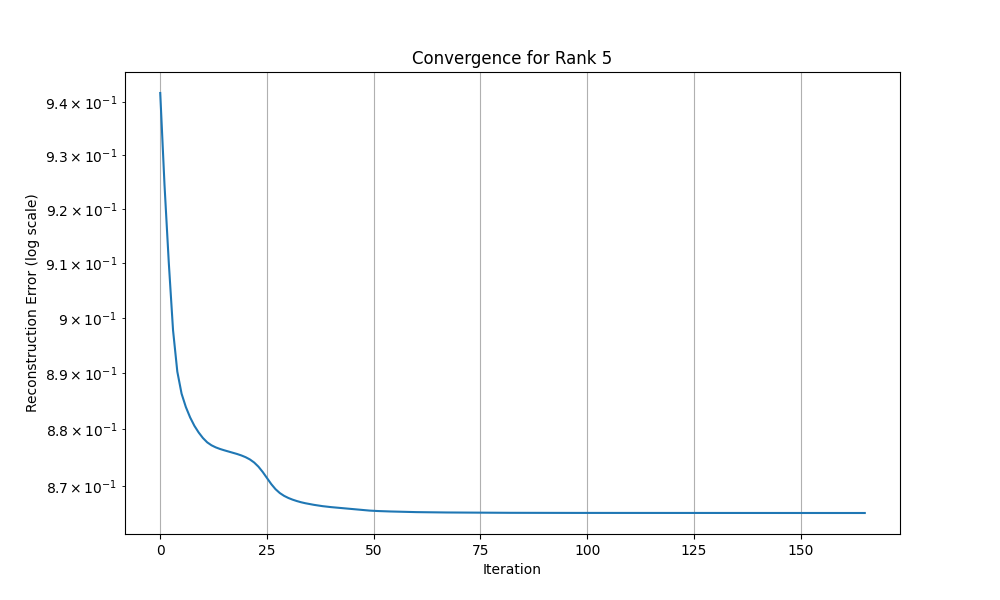 Convergence for Rank 5
Reconstruction Error (log scale)
9.4 × 10⁻¹
9.3 × 10⁻¹
9.2 × 10⁻¹
9.1 × 10⁻¹
9 × 10⁻¹
8.9 × 10⁻¹
8.8 × 10⁻¹
8.7 × 10⁻¹
0 25 50 75 100 125 150
Iteration